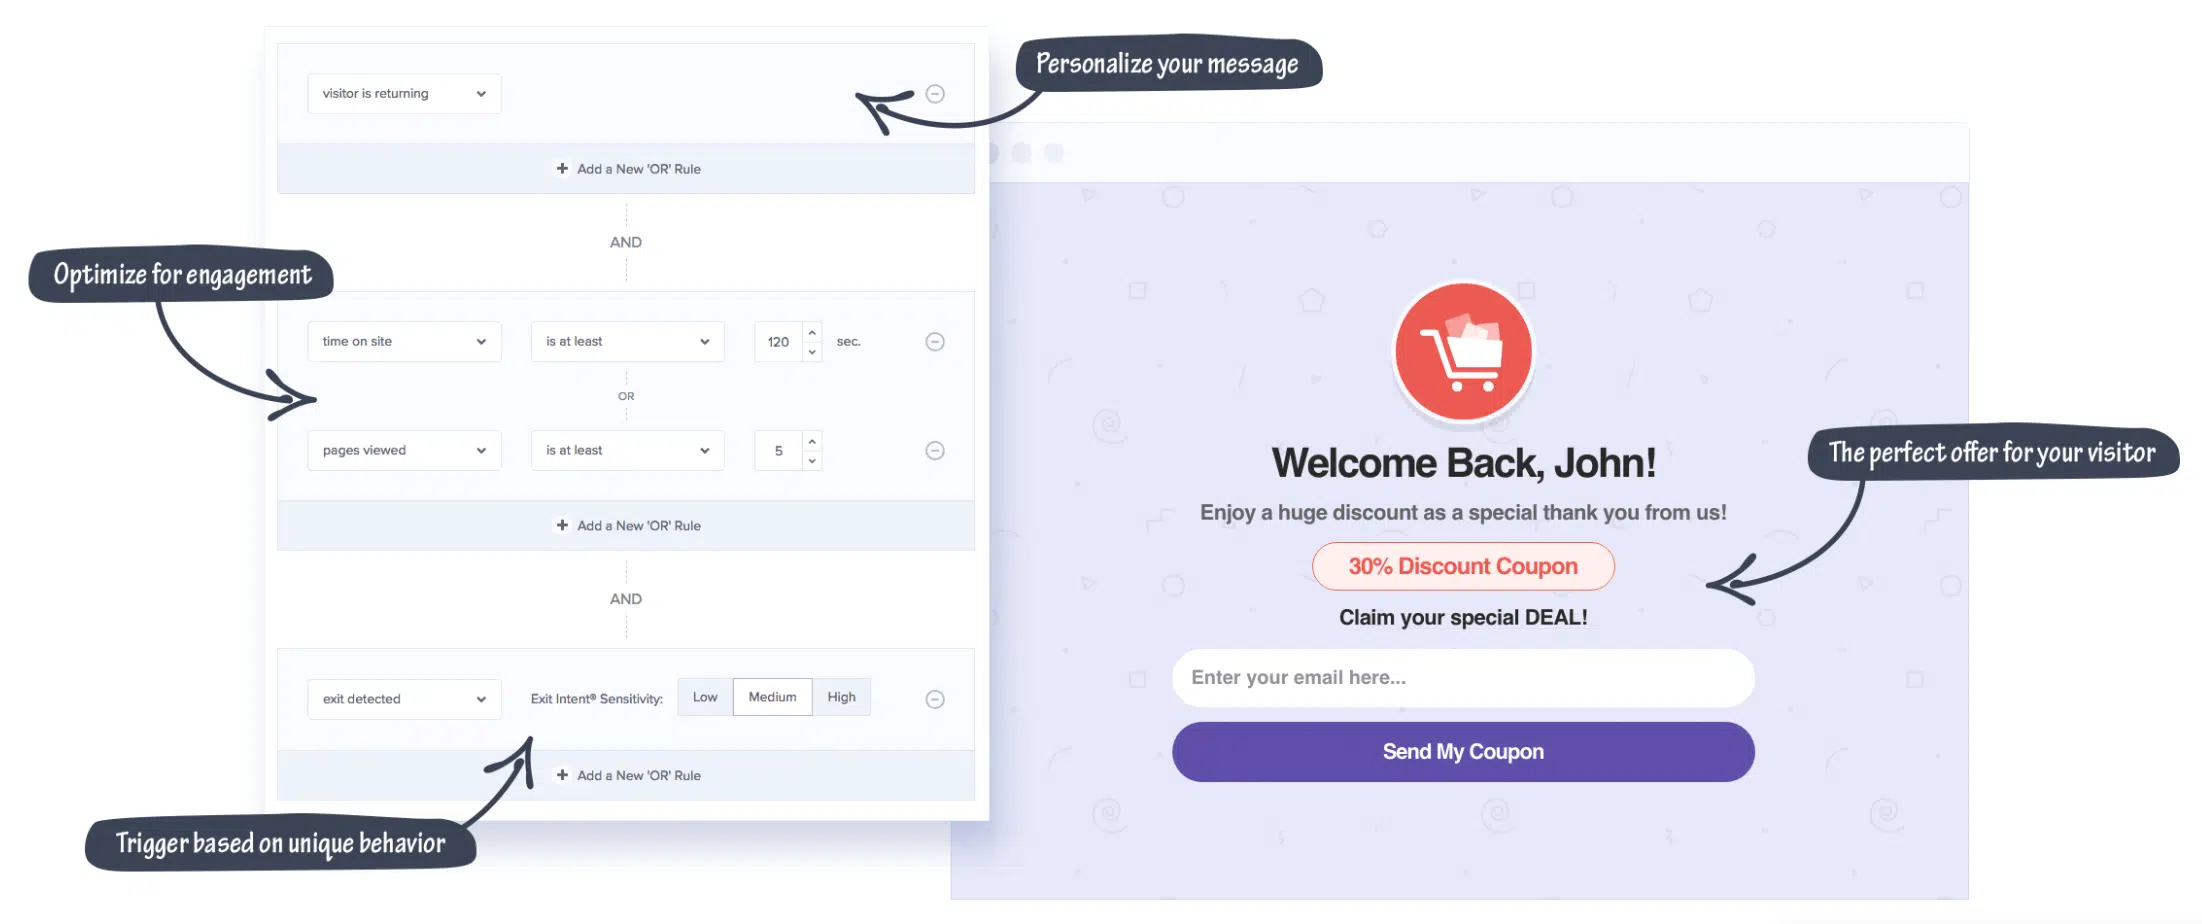 Personalize your message
visitor is returning
Add a New 'OR' Rule
AND
Optimize for engagement
time on site is at least 120 sec.
OR
pages viewed is at least 5
Add a New 'OR' Rule
AND
exit detected Exit Intent® Sensitivity: Low Medium High
Add a New 'OR' Rule
Trigger based on unique behavior
Welcome Back, John!
Enjoy a huge discount as a special thank you from us!
30% Discount Coupon
Claim your special DEAL!
Enter your email here...
Send My Coupon
The perfect offer for your visitor